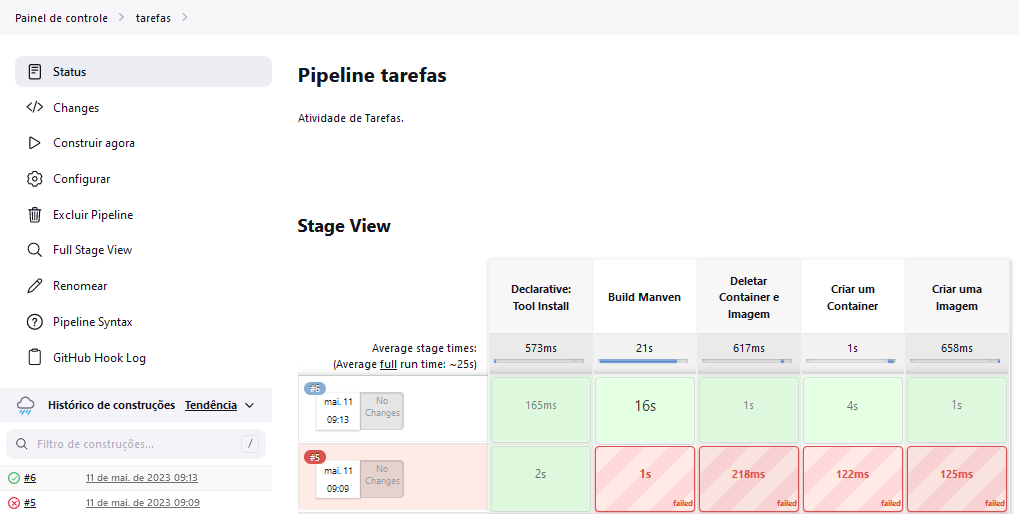 Painel de controle
tarefas
Status
Changes
Construir agora
Configurar
Excluir Pipeline
Full Stage View
Renomear
Pipeline Syntax
GitHub Hook Log
Histórico de construções Tendência
Filtro de construções... /
#6 11 de mai. de 2023 09:13
#5 11 de mai. de 2023 09:09
Pipeline tarefas
Atividade de Tarefas.
Stage View
Declarative:
Tool Install
Build Manven
Deletar
Container e
Imagem
Criar um
Container
Criar uma
Imagem
Average stage times:
(Average full run time: ~25s)
573ms 21s 617ms 1s 658ms
#6
mai. 11
09:13
No
Changes
165ms 16s 1s 4s 1s
#5
mai. 11
09:09
No
Changes
2s 1s 218ms 122ms 125ms
failed failed failed failed